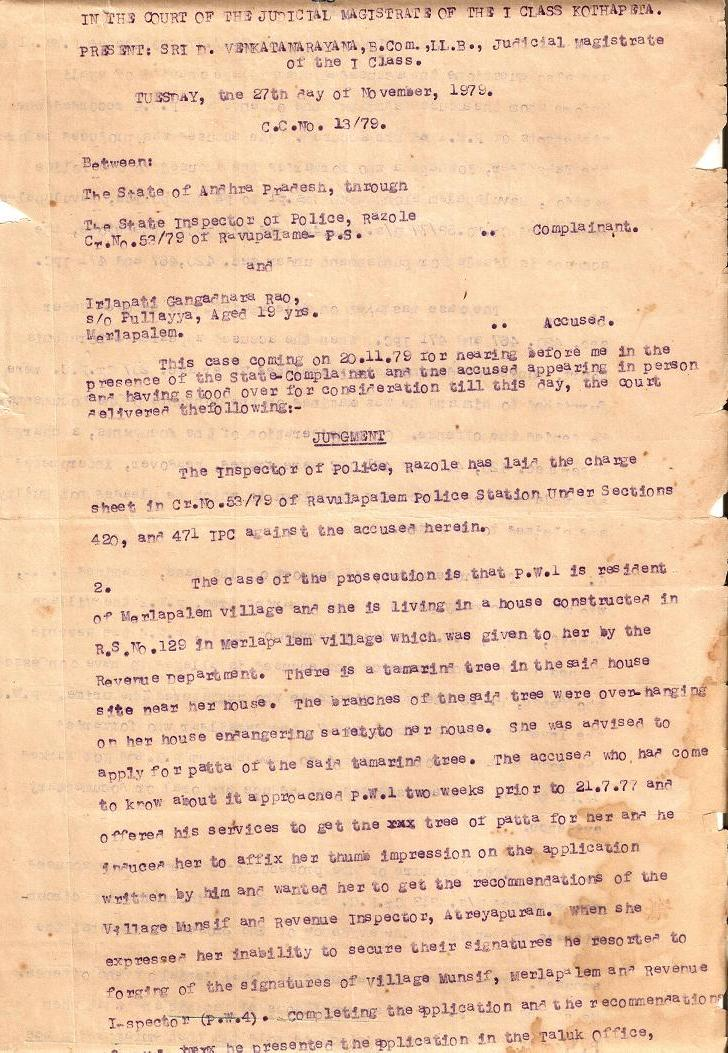 IN THE COURT OF THE JUDICIAL MAGISTRATE OF THE I CLASS KOTHAPETA.
PRESENT: SRI D. VENKATANARAYANA, B.Com.,LL.B., Judicial Magistrate
of the I Class.
TUESDAY, the 27th day of November, 1979.
C.C.No. 13/79.
Between:
The State of Andhra Pradesh, through
The State Inspector of Police, Razole
Cr.No.53/79 of Ravupalame P.S. .. Complainant.
and
Irlapati Gangadhara Rao,
s/o Pullayya, Aged 19 yrs.
Merlapalem. .. Accused.
This case coming on 20.11.79 for hearing before me in the
presence of the State-Complainant and the accused appearing in person
and having stood over for consideration till this day, the court
delivered thefollowing:-
JUDGMENT
The Inspector of Police, Razole has laid the charge
sheet in Cr.No.53/79 of Ravulapalem Police Station Under Sections
420, and 471 IPC against the accused herein.
2. The case of the prosecution is that P.W.1 is resident
of Merlapalem village and she is living in a house constructed in
R.S.No.129 in Merlapalem village which was given to her by the
Revenue Department. There is a tamarind tree in the said house
site near her house. The branches of the said tree were over-hanging
on her house endangering safetyto her house. She was advised to
apply for patta of the said tamarind tree. The accused who had come
to know about it approached P.W.1 two weeks prior to 21.7.77 and
offered his services to get the xxx tree of patta for her and he
induced her to affix her thumb impression on the application
written by him and wanted her to get the recommendations of the
Village Munsif and Revenue Inspector, Atreyapuram. When she
expressed her inability to secure their signatures he resorted to
forging of the signatures of Village Munsif, Merlapalem and Revenue
I-spector (P.W.4). Completing the application and the recommendations
he presented the application in the Taluk Office,